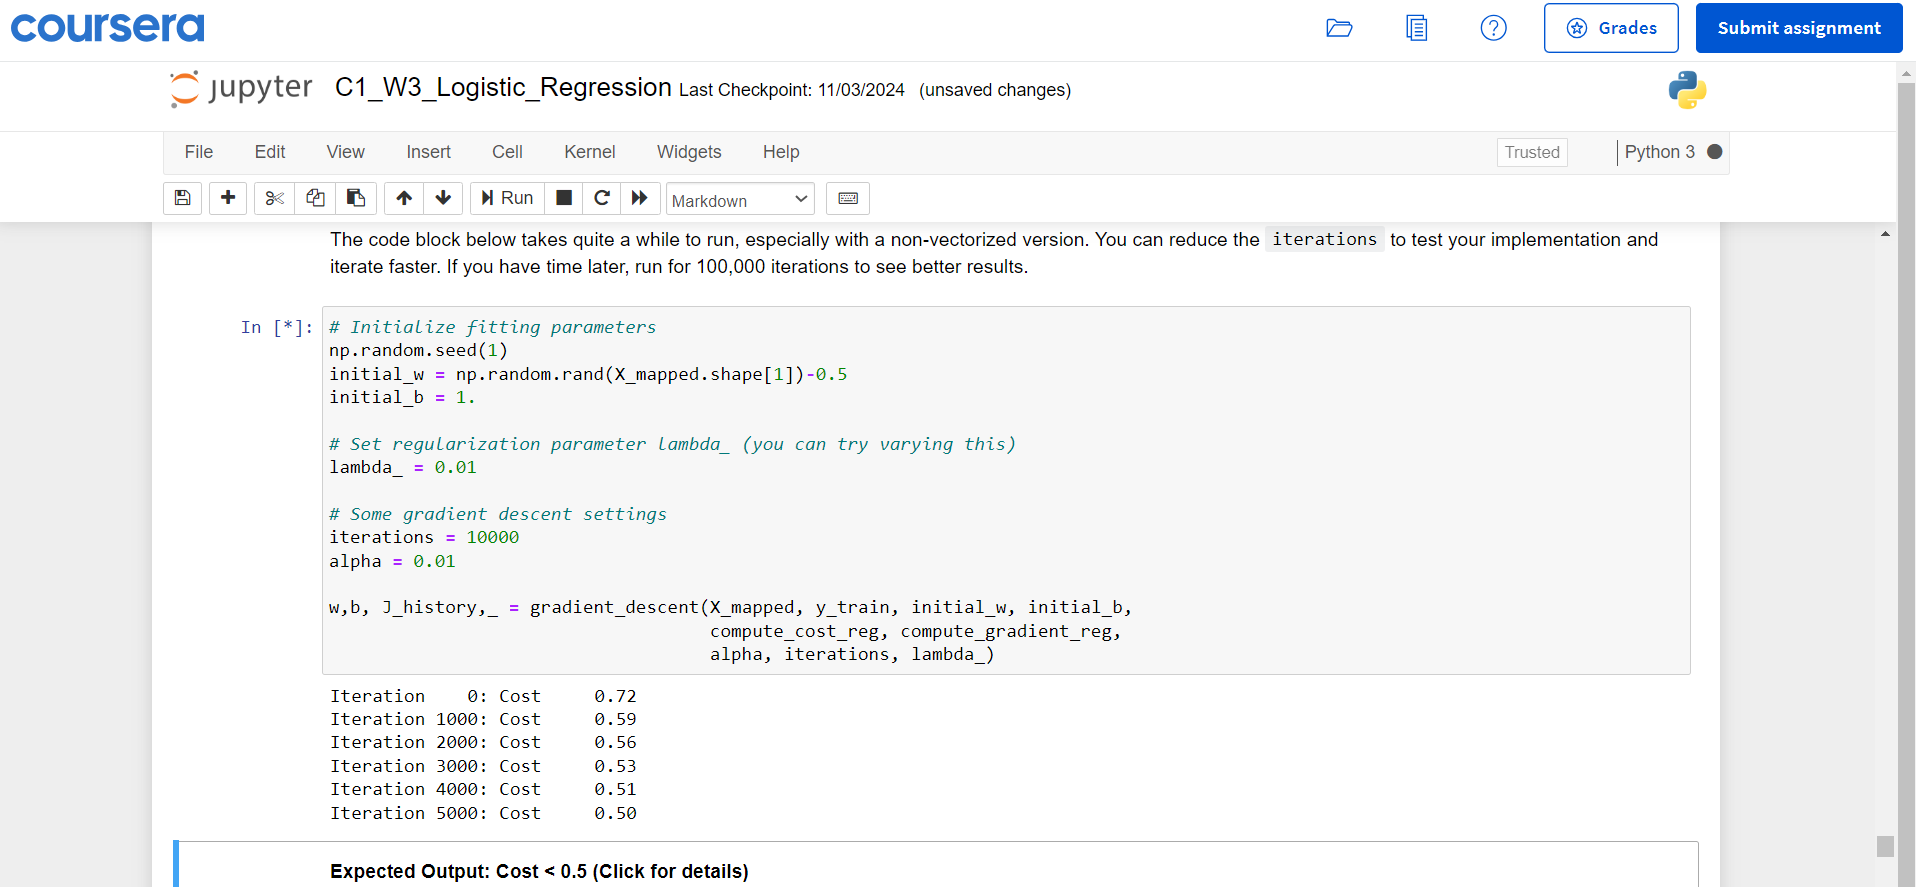 coursera
Grades
Submit assignment
jupyter C1_W3_Logistic_Regression Last Checkpoint: 11/03/2024 (unsaved changes)
File Edit View Insert Cell Kernel Widgets Help
Trusted
Python 3
Run
Markdown
The code block below takes quite a while to run, especially with a non-vectorized version. You can reduce the iterations to test your implementation and
iterate faster. If you have time later, run for 100,000 iterations to see better results.
In [*]:
# Initialize fitting parameters
np.random.seed(1)
initial_w = np.random.rand(X_mapped.shape[1])-0.5
initial_b = 1.
# Set regularization parameter lambda_ (you can try varying this)
lambda_ = 0.01
# Some gradient descent settings
iterations = 10000
alpha = 0.01
w,b, J_history,_ = gradient_descent(X_mapped, y_train, initial_w, initial_b,
compute_cost_reg, compute_gradient_reg,
alpha, iterations, lambda_)
Iteration    0: Cost     0.72
Iteration 1000: Cost     0.59
Iteration 2000: Cost     0.56
Iteration 3000: Cost     0.53
Iteration 4000: Cost     0.51
Iteration 5000: Cost     0.50
Expected Output: Cost < 0.5 (Click for details)